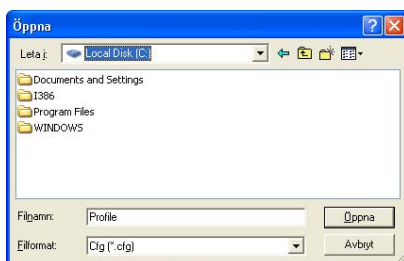 Öppna
Leta i: Local Disk (C:)
Documents and Settings
I386
Program Files
WINDOWS
Filnamn: Profile Öppna
Filformat: Cfg (*.cfg) Avbryt